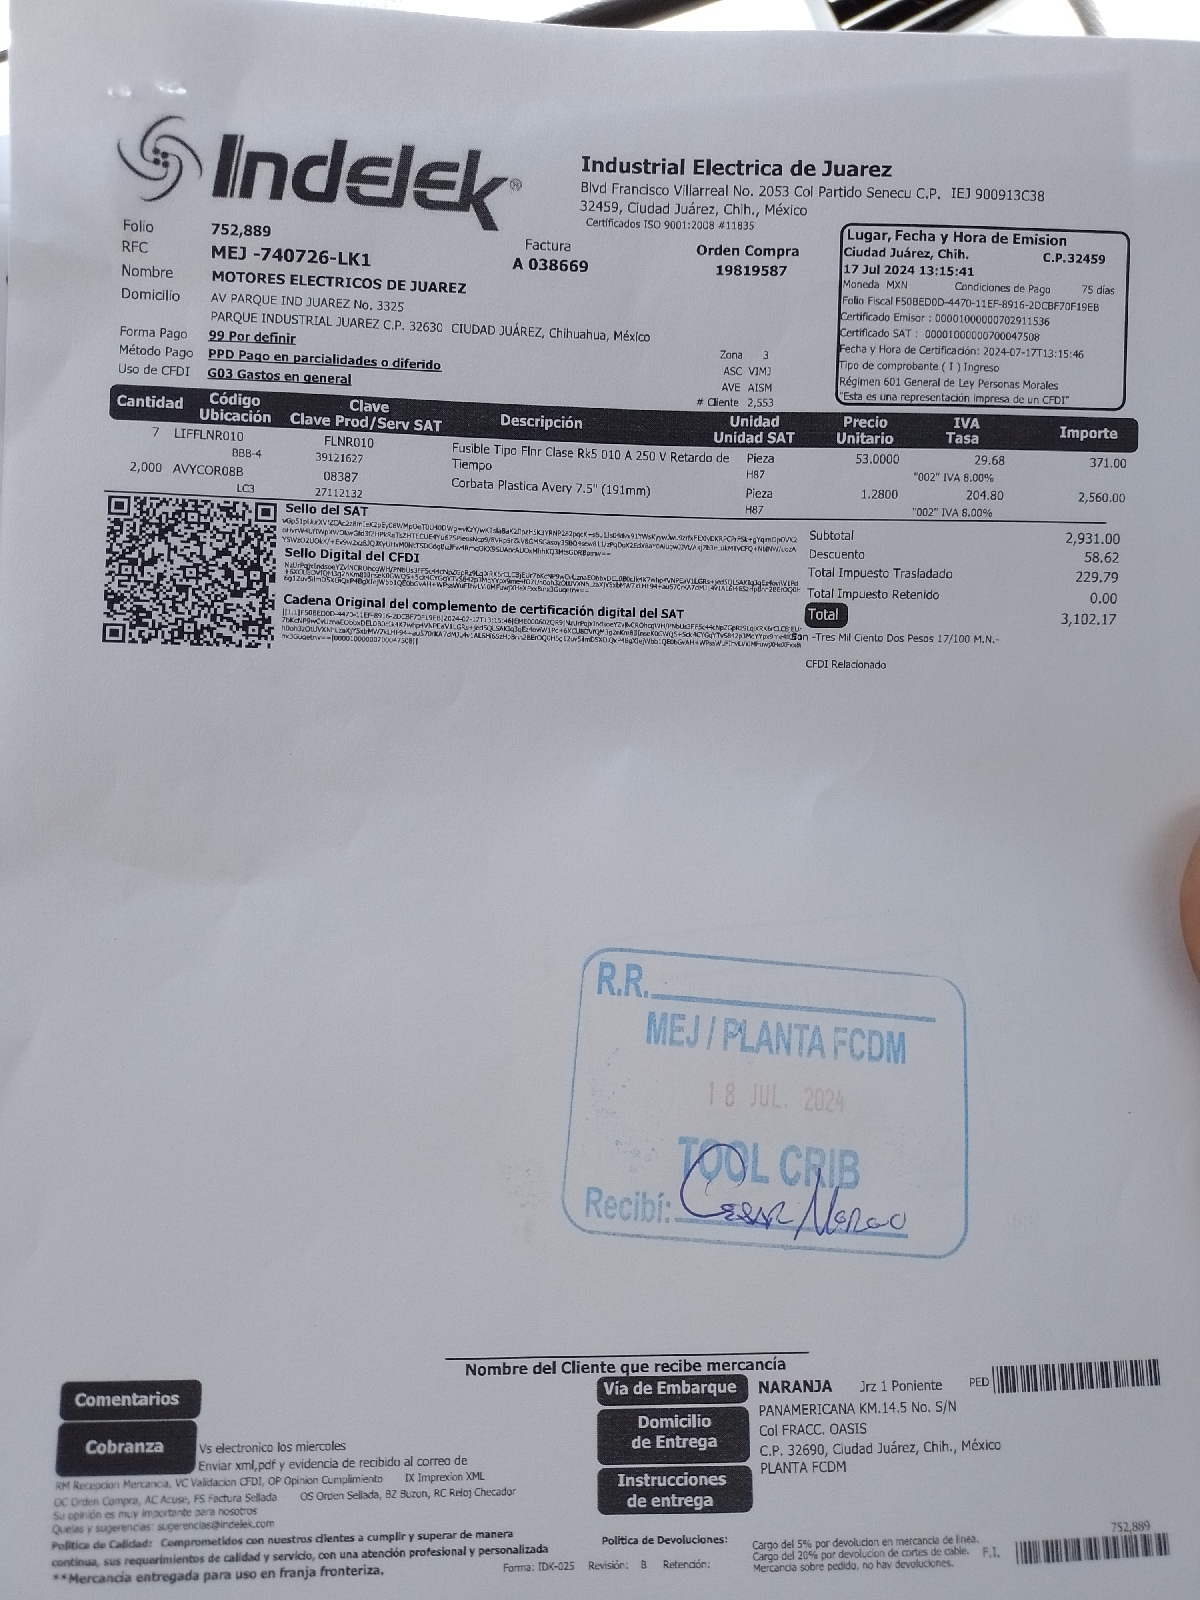 Indelek®
Industrial Electrica de Juarez
Blvd Francisco Villarreal No. 2053 Col Partido Senecu C.P. IEJ 900913C38
32459, Ciudad Juárez, Chih., México
Certificados ISO 9001:2008 #11835
Folio 752,889
RFC MEJ -740726-LK1
Nombre MOTORES ELECTRICOS DE JUAREZ
Domicilio AV PARQUE IND JUAREZ No. 3325
PARQUE INDUSTRIAL JUAREZ C.P. 32630 CIUDAD JUÁREZ, Chihuahua, México
Forma Pago 99 Por definir
Método Pago PPD Pago en parcialidades o diferido
Uso de CFDI G03 Gastos en general
Factura
A 038669
Orden Compra
19819587
Zona 3
ASC VIMJ
AVE AISM
# Cliente 2,553
Lugar, Fecha y Hora de Emision
Ciudad Juárez, Chih. C.P.32459
17 Jul 2024 13:15:41
Moneda MXN Condiciones de Pago 75 días
Folio Fiscal F50BED0D-4470-11EF-8916-2DCBF70F19EB
Certificado Emisor : 00001000000702911536
Certificado SAT : 00001000000700047508
Fecha y Hora de Certificación: 2024-07-17T13:15:46
Tipo de comprobante ( I ) Ingreso
Régimen 601 General de Ley Personas Morales
"Esta es una representación impresa de un CFDI"
Cantidad Código Ubicación Clave Clave Prod/Serv SAT Descripción Unidad Unidad SAT Precio Unitario IVA Tasa Importe
7 LIFFLNR010 FLNR010 Fusible Tipo Flnr Clase Rk5 010 A 250 V Retardo de Pieza 53.0000 29.68 371.00
BBB-4 39121627 Tiempo H87 "002" IVA 8.00%
2,000 AVYCOR08B 08387 Corbata Plastica Avery 7.5" (191mm) Pieza 1.2800 204.80 2,560.00
LC3 27112132 H87 "002" IVA 8.00%
Sello del SAT
Sello Digital del CFDI
Cadena Original del complemento de certificación digital del SAT
Subtotal 2,931.00
Descuento 58.62
Total Impuesto Trasladado 229.79
Total Impuesto Retenido 0.00
Total 3,102.17
Son -Tres Mil Ciento Dos Pesos 17/100 M.N.-
CFDI Relacionado
R.R.
MEJ / PLANTA FCDM
18 JUL. 2024
TOOL CRIB
Recibí: Cesar
Nombre del Cliente que recibe mercancía
Comentarios
Cobranza
Vs electronico los miercoles
Enviar xml,pdf y evidencia de recibido al correo de
RM Recepcion Mercancia, VC Validacion CFDI, OP Opinion Cumplimiento IX Imprexion XML
OC Orden Compra, AC Acuse, FS Factura Sellada OS Orden Sellada, BZ Buzon, RC Reloj Checador
Su opinión es muy importante para nosotros
Quejas y sugerencias: sugerencias@indelek.com
Política de Calidad: Comprometidos con nuestros clientes a cumplir y superar de manera
continua, sus requerimientos de calidad y servicio, con una atención profesional y personalizada
**Mercancia entregada para uso en franja fronteriza.
Forma: IDK-025 Revisión: B Retención:
Vía de Embarque NARANJA Jrz 1 Poniente PED
Domicilio de Entrega
PANAMERICANA KM.14.5 No. S/N
Col FRACC. OASIS
C.P. 32690, Ciudad Juárez, Chih., México
PLANTA FCDM
Instrucciones de entrega
Politica de Devoluciones:
Cargo del 5% por devolucion en mercancia de linea.
Cargo del 20% por devolucion de cortes de cable.
Mercancia sobre pedido, no hay devoluciones.
F.I.
752,889